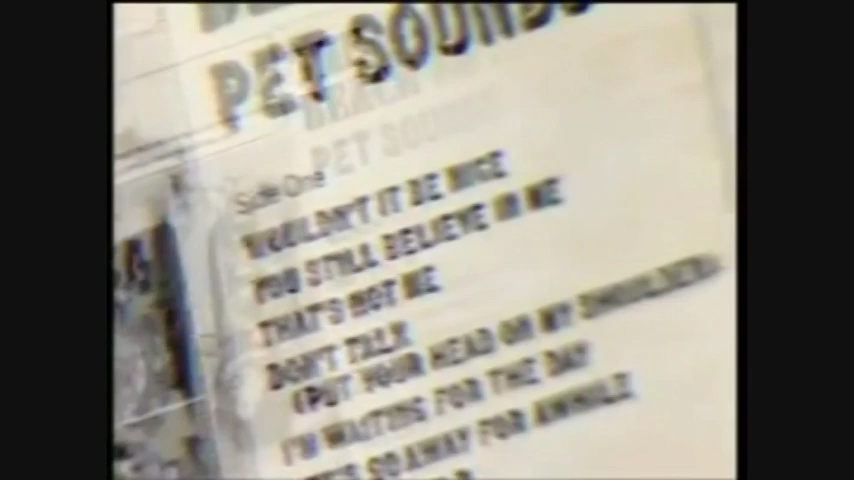 PET SOUNDS
PET SOUNDS
Side One
WOULDN'T IT BE NICE
YOU STILL BELIEVE IN ME
THAT'S NOT ME
DON'T TALK
(PUT YOUR HEAD ON MY SHOULDER)
I'M WAITING FOR THE DAY
GO AWAY FOR AWHILE